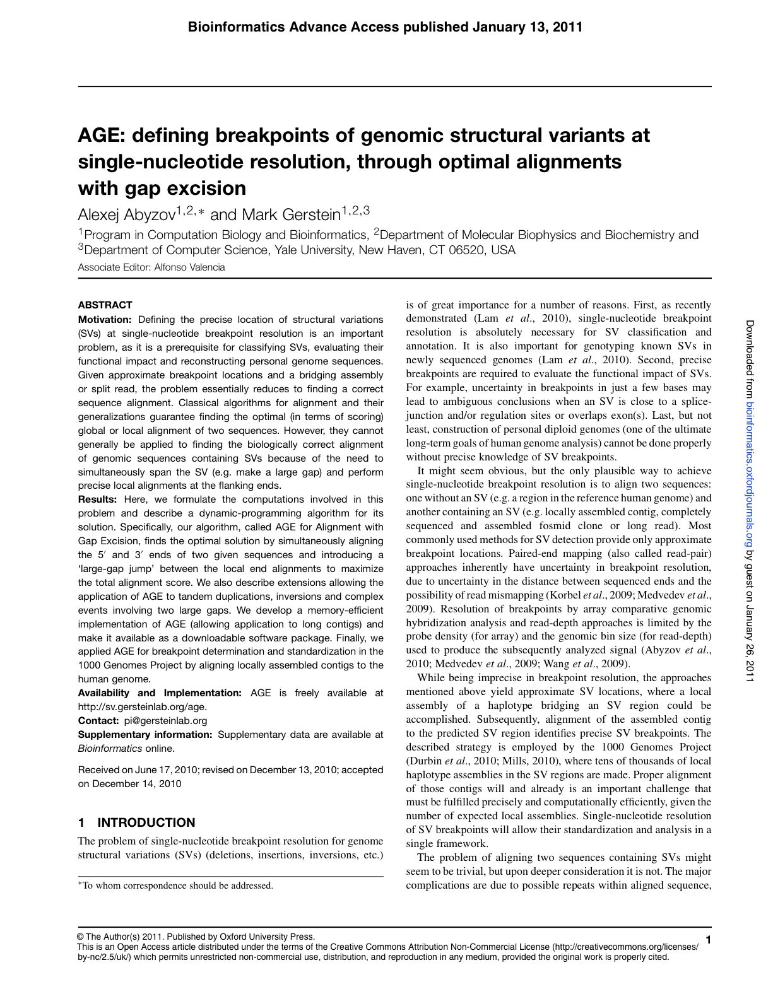 Bioinformatics Advance Access published January 13, 2011
AGE: defining breakpoints of genomic structural variants at
single-nucleotide resolution, through optimal alignments
with gap excision
Alexej Abyzov1,2,∗ and Mark Gerstein1,2,3
1Program in Computation Biology and Bioinformatics, 2Department of Molecular Biophysics and Biochemistry and
3Department of Computer Science, Yale University, New Haven, CT 06520, USA
Associate Editor: Alfonso Valencia
ABSTRACT
Motivation: Defining the precise location of structural variations
(SVs) at single-nucleotide breakpoint resolution is an important
problem, as it is a prerequisite for classifying SVs, evaluating their
functional impact and reconstructing personal genome sequences.
Given approximate breakpoint locations and a bridging assembly
or split read, the problem essentially reduces to finding a correct
sequence alignment. Classical algorithms for alignment and their
generalizations guarantee finding the optimal (in terms of scoring)
global or local alignment of two sequences. However, they cannot
generally be applied to finding the biologically correct alignment
of genomic sequences containing SVs because of the need to
simultaneously span the SV (e.g. make a large gap) and perform
precise local alignments at the flanking ends.
Results: Here, we formulate the computations involved in this
problem and describe a dynamic-programming algorithm for its
solution. Specifically, our algorithm, called AGE for Alignment with
Gap Excision, finds the optimal solution by simultaneously aligning
the 5′ and 3′ ends of two given sequences and introducing a
‘large-gap jump’ between the local end alignments to maximize
the total alignment score. We also describe extensions allowing the
application of AGE to tandem duplications, inversions and complex
events involving two large gaps. We develop a memory-efficient
implementation of AGE (allowing application to long contigs) and
make it available as a downloadable software package. Finally, we
applied AGE for breakpoint determination and standardization in the
1000 Genomes Project by aligning locally assembled contigs to the
human genome.
Availability and Implementation: AGE is freely available at
http://sv.gersteinlab.org/age.
Contact: pi@gersteinlab.org
Supplementary information: Supplementary data are available at
Bioinformatics online.
Received on June 17, 2010; revised on December 13, 2010; accepted
on December 14, 2010
1 INTRODUCTION
The problem of single-nucleotide breakpoint resolution for genome
structural variations (SVs) (deletions, insertions, inversions, etc.)
∗To whom correspondence should be addressed.
is of great importance for a number of reasons. First, as recently
demonstrated (Lam et al., 2010), single-nucleotide breakpoint
resolution is absolutely necessary for SV classification and
annotation. It is also important for genotyping known SVs in
newly sequenced genomes (Lam et al., 2010). Second, precise
breakpoints are required to evaluate the functional impact of SVs.
For example, uncertainty in breakpoints in just a few bases may
lead to ambiguous conclusions when an SV is close to a splice-
junction and/or regulation sites or overlaps exon(s). Last, but not
least, construction of personal diploid genomes (one of the ultimate
long-term goals of human genome analysis) cannot be done properly
without precise knowledge of SV breakpoints.
It might seem obvious, but the only plausible way to achieve
single-nucleotide breakpoint resolution is to align two sequences:
one without an SV (e.g. a region in the reference human genome) and
another containing an SV (e.g. locally assembled contig, completely
sequenced and assembled fosmid clone or long read). Most
commonly used methods for SV detection provide only approximate
breakpoint locations. Paired-end mapping (also called read-pair)
approaches inherently have uncertainty in breakpoint resolution,
due to uncertainty in the distance between sequenced ends and the
possibility of read mismapping (Korbel et al., 2009; Medvedev et al.,
2009). Resolution of breakpoints by array comparative genomic
hybridization analysis and read-depth approaches is limited by the
probe density (for array) and the genomic bin size (for read-depth)
used to produce the subsequently analyzed signal (Abyzov et al.,
2010; Medvedev et al., 2009; Wang et al., 2009).
While being imprecise in breakpoint resolution, the approaches
mentioned above yield approximate SV locations, where a local
assembly of a haplotype bridging an SV region could be
accomplished. Subsequently, alignment of the assembled contig
to the predicted SV region identifies precise SV breakpoints. The
described strategy is employed by the 1000 Genomes Project
(Durbin et al., 2010; Mills, 2010), where tens of thousands of local
haplotype assemblies in the SV regions are made. Proper alignment
of those contigs will and already is an important challenge that
must be fulfilled precisely and computationally efficiently, given the
number of expected local assemblies. Single-nucleotide resolution
of SV breakpoints will allow their standardization and analysis in a
single framework.
The problem of aligning two sequences containing SVs might
seem to be trivial, but upon deeper consideration it is not. The major
complications are due to possible repeats within aligned sequence,
Downloaded from bioinformatics.oxfordjournals.org by guest on January 26, 2011
© The Author(s) 2011. Published by Oxford University Press.
This is an Open Access article distributed under the terms of the Creative Commons Attribution Non-Commercial License (http://creativecommons.org/licenses/
by-nc/2.5/uk/) which permits unrestricted non-commercial use, distribution, and reproduction in any medium, provided the original work is properly cited.
1